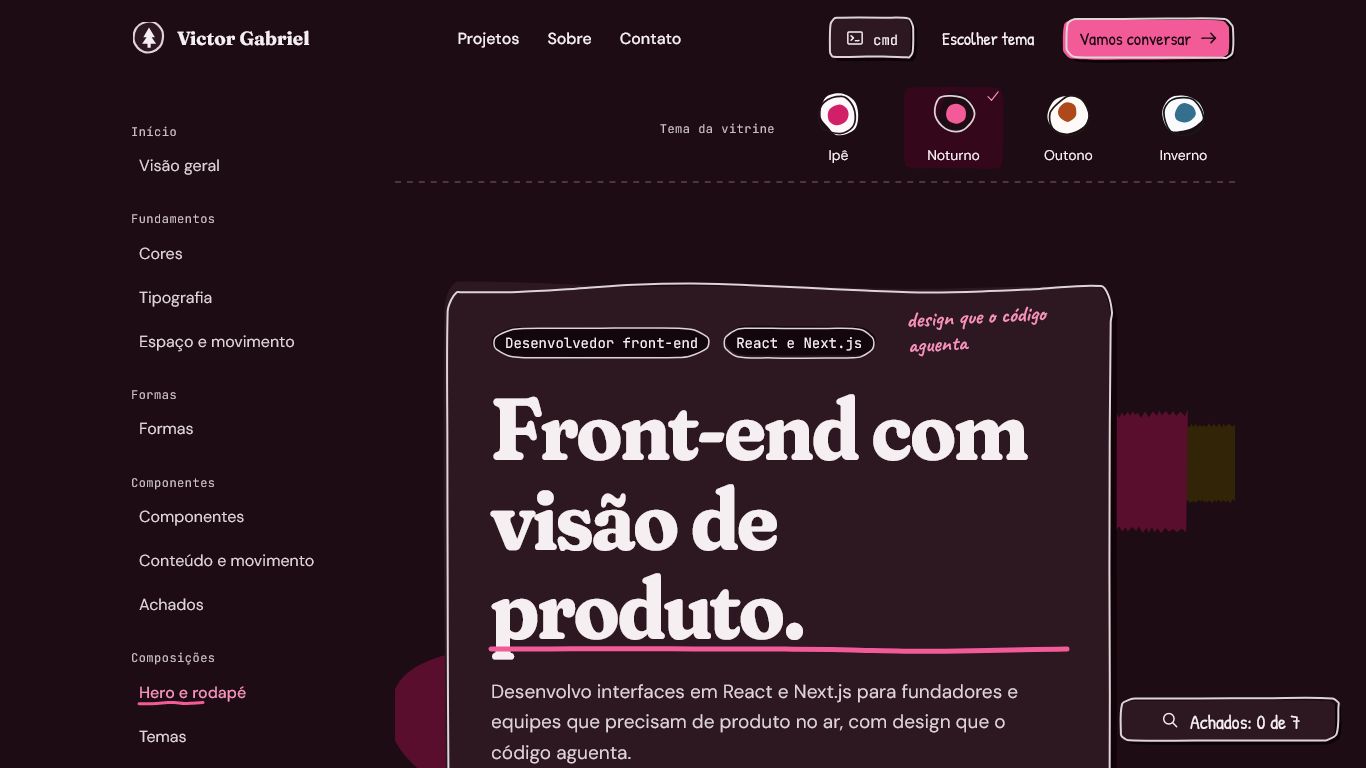 Victor Gabriel
Projetos
Sobre
Contato
cmd
Escolher tema
Vamos conversar →
Início
Visão geral
Fundamentos
Cores
Tipografia
Espaço e movimento
Formas
Formas
Componentes
Componentes
Conteúdo e movimento
Achados
Composições
Hero e rodapé
Temas
Tema da vitrine
Ipê
Noturno
Outono
Inverno
Desenvolvedor front-end
React e Next.js
design que o código
aguenta
Front-end com
visão de
produto.
Desenvolvo interfaces em React e Next.js para fundadores e
equipes que precisam de produto no ar, com design que o
código aguenta.
Achados: 0 de 7